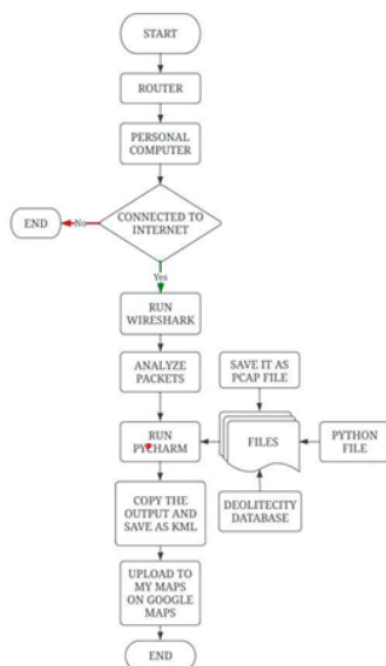 START
ROUTER
PERSONAL
COMPUTER
CONNECTED TO
INTERNET
No
END
Yes
RUN
WIRESHARK
ANALYZE
PACKETS
SAVE IT AS
PCAP FILE
RUN
PYCHARM
FILES
PYTHON
FILE
DEOLITECITY
DATABASE
COPY THE
OUTPUT AND
SAVE AS KML
UPLOAD TO
MY MAPS
ON GOOGLE
MAPS
END